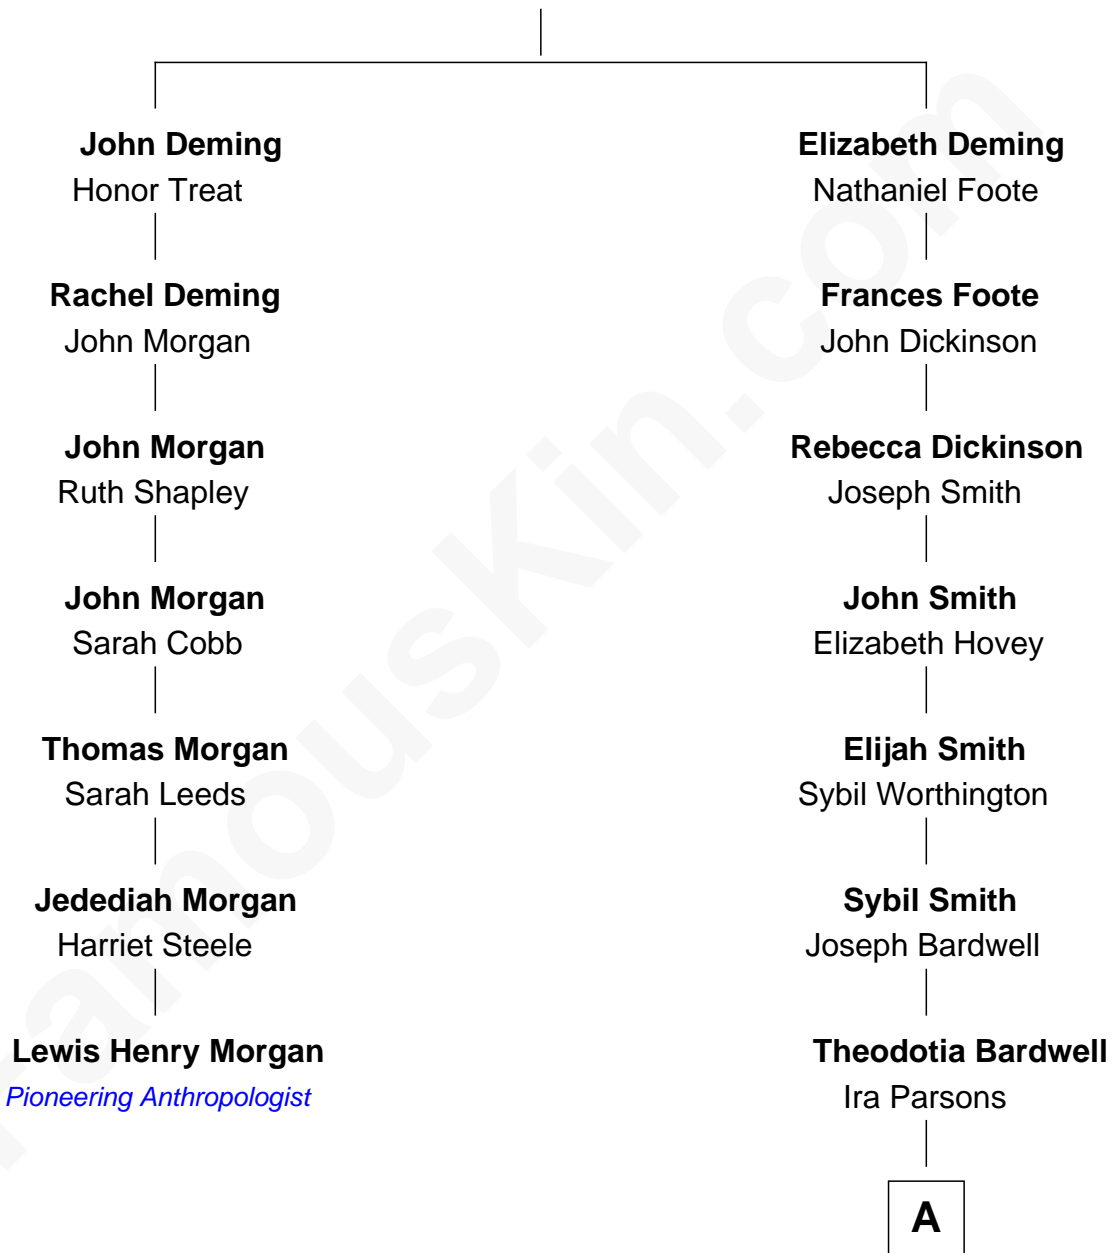 John Deming
Honor Treat
Rachel Deming
John Morgan
John Morgan
Ruth Shapley
John Morgan
Sarah Cobb
Thomas Morgan
Sarah Leeds
Jedediah Morgan
Harriet Steele
Lewis Henry Morgan
Pioneering Anthropologist
Elizabeth Deming
Nathaniel Foote
Frances Foote
John Dickinson
Rebecca Dickinson
Joseph Smith
John Smith
Elizabeth Hovey
Elijah Smith
Sybil Worthington
Sybil Smith
Joseph Bardwell
Theodotia Bardwell
Ira Parsons
A
FamousKin.com